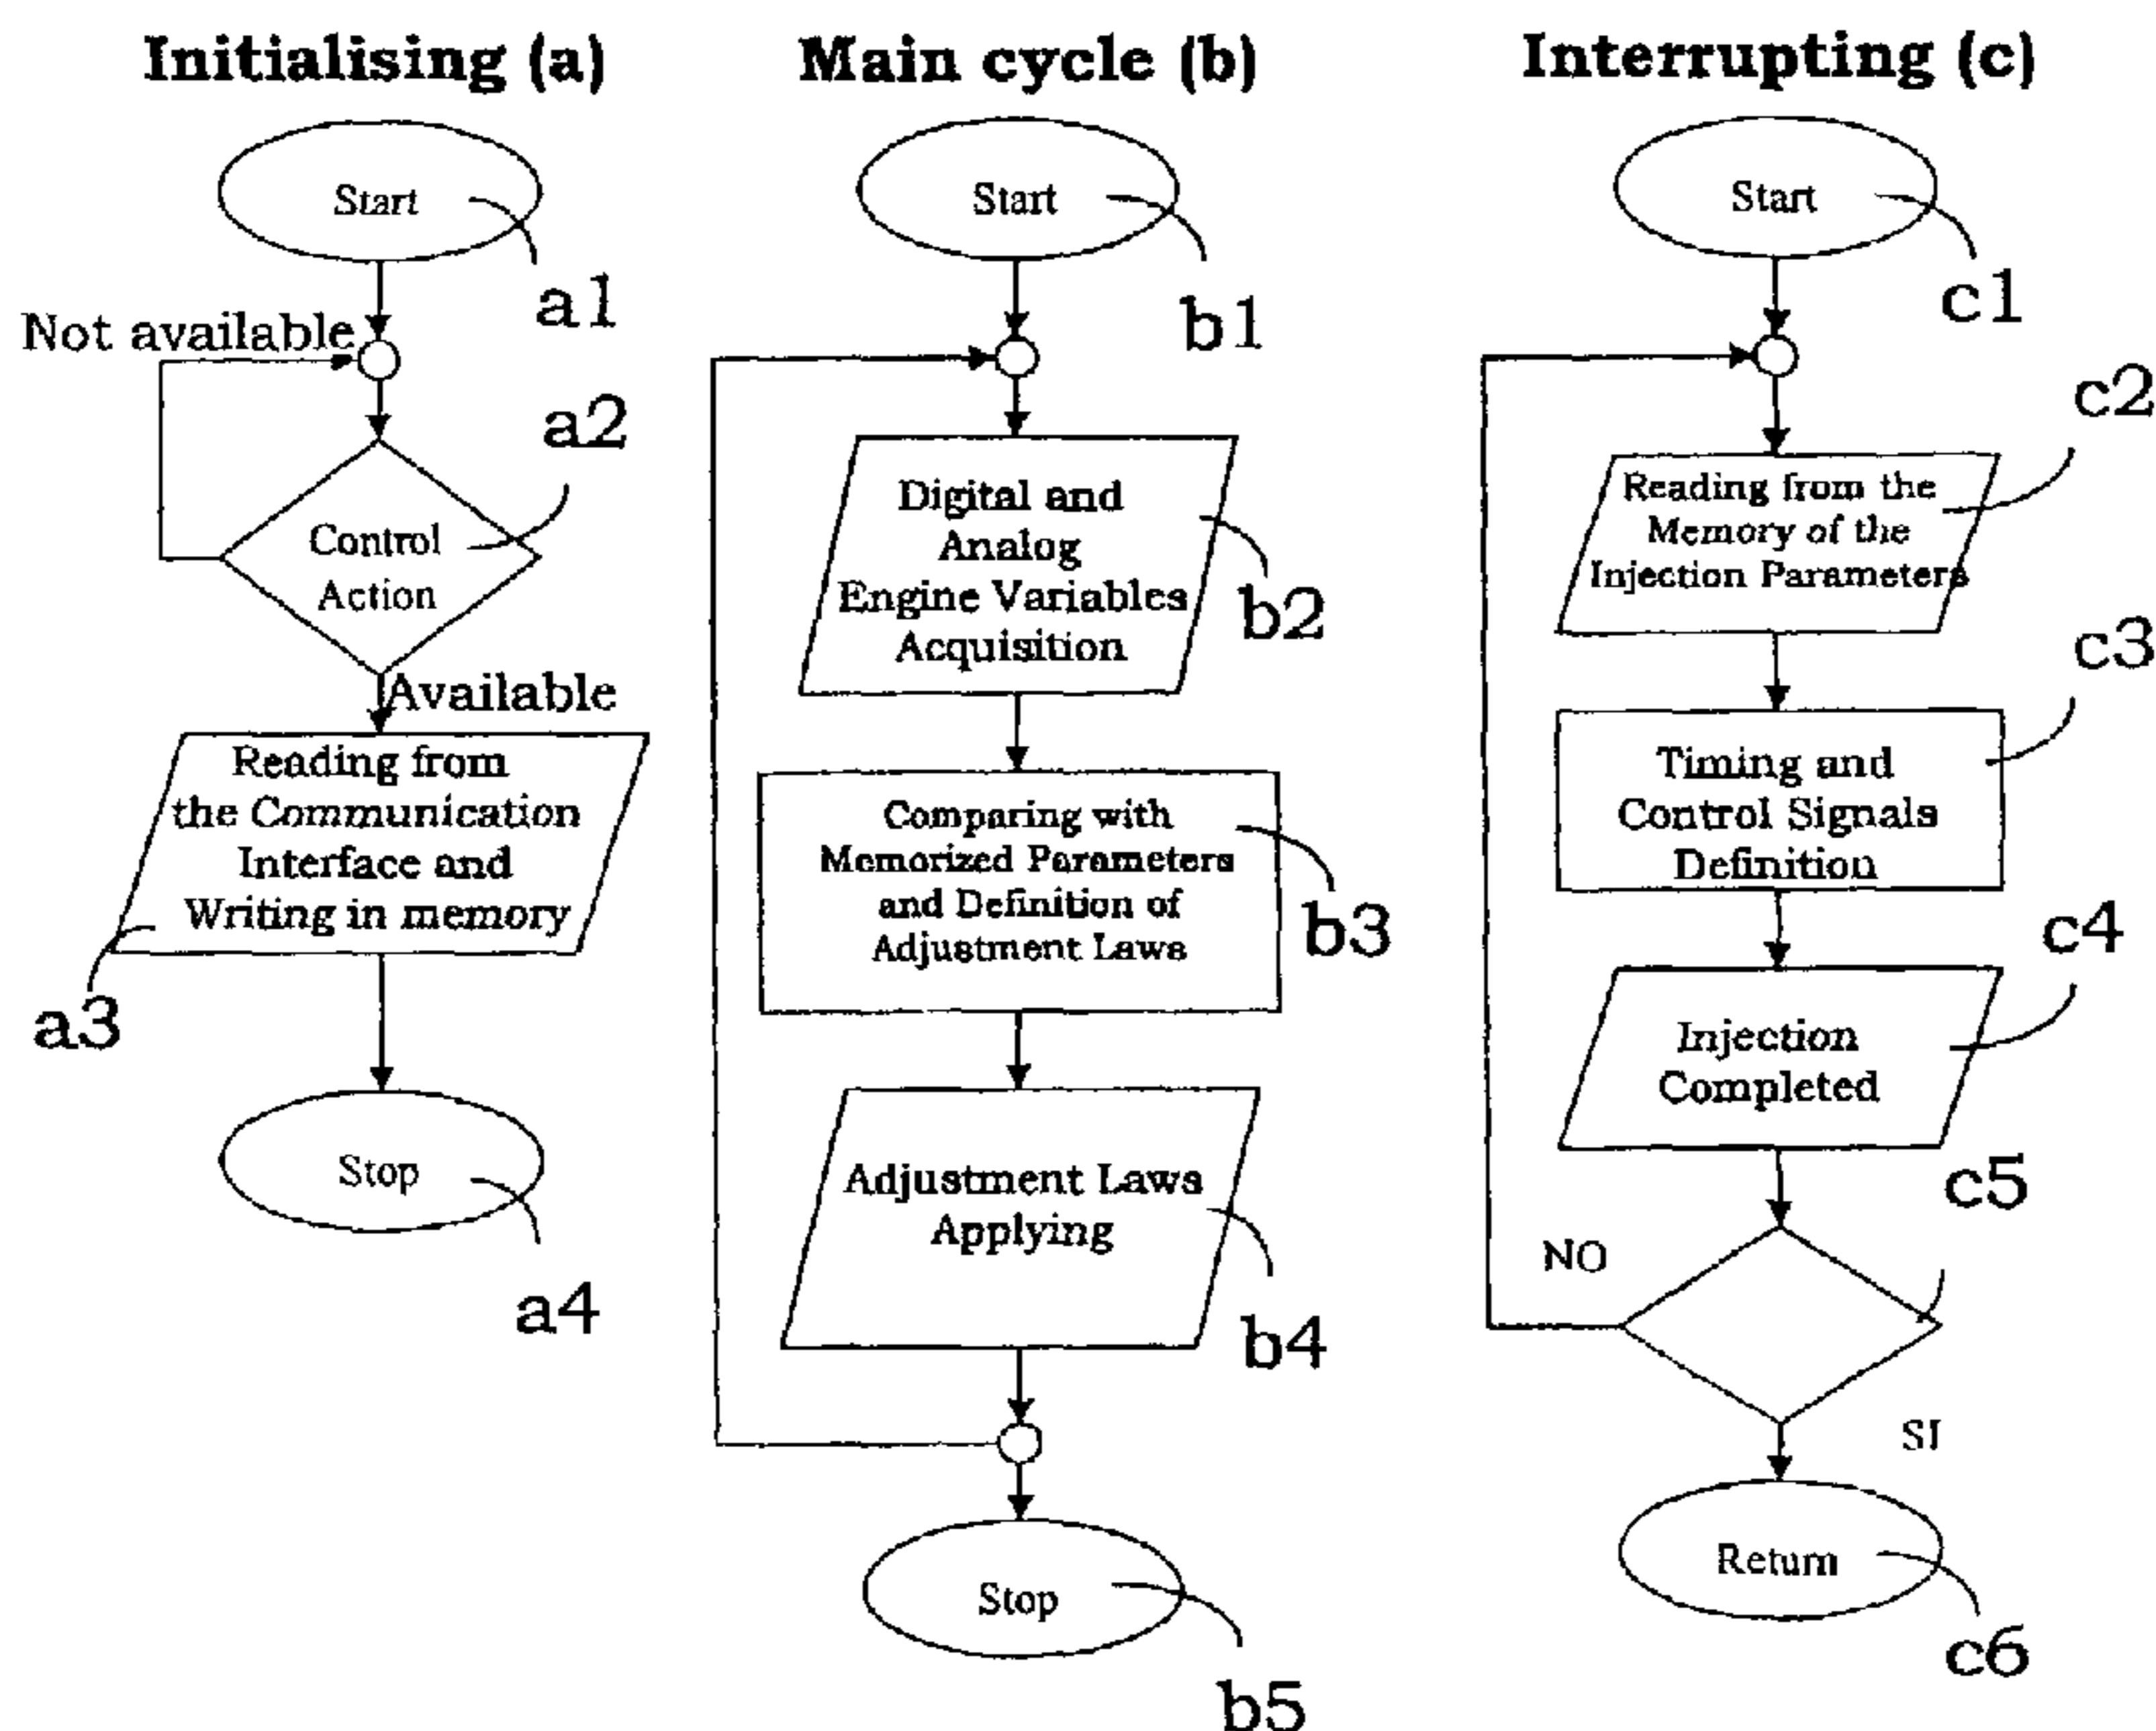 Initialising (a)
Start
a1
Not available
a2
Control
Action
Available
Reading from
the Communication
Interface and
Writing in memory
a3
Stop
a4
Main cycle (b)
Start
b1
Digital and
Analog
Engine Variables
Acquisition
b2
Comparing with
Memorized Parameters
and Definition of
Adjustment Laws
b3
Adjustment Laws
Applying
b4
Stop
b5
Interrupting (c)
Start
c1
c2
Reading from the
Memory of the
Injection Parameters
c3
Timing and
Control Signals
Definition
c4
Injection
Completed
c5
NO
SI
Return
c6